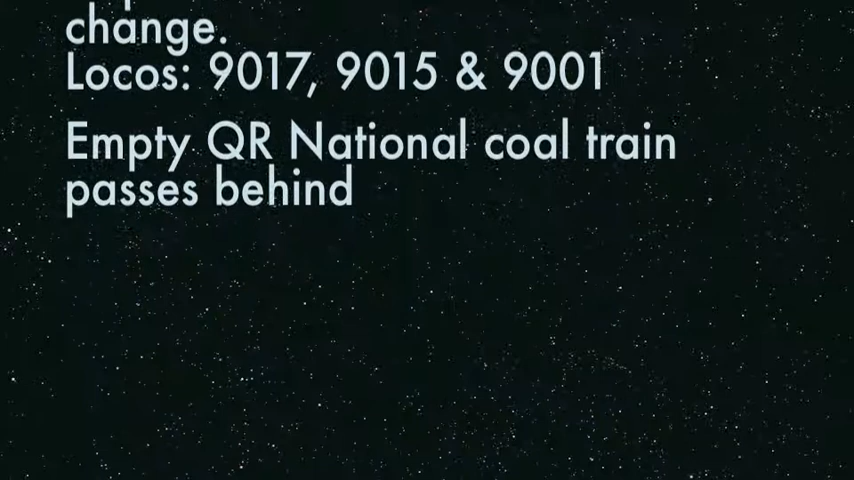 change.
Locos: 9017, 9015 & 9001
Empty QR National coal train
passes behind